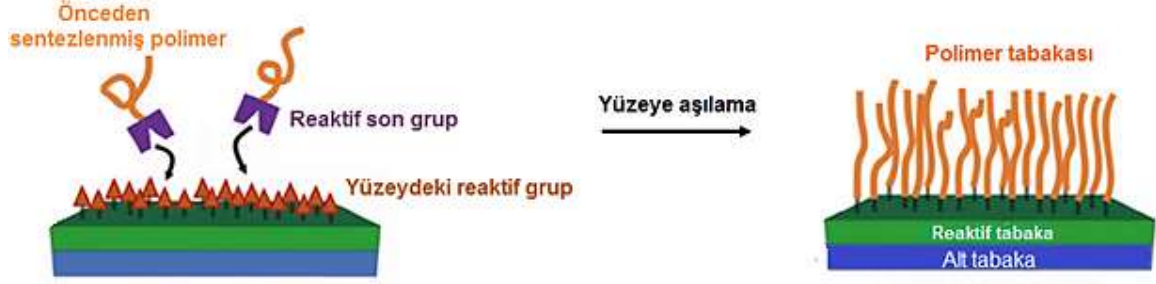 Önceden
sentezlenmiş polimer
Reaktif son grup
Yüzeydeki reaktif grup
Yüzeye aşılama
Polimer tabakası
Reaktif tabaka
Alt tabaka